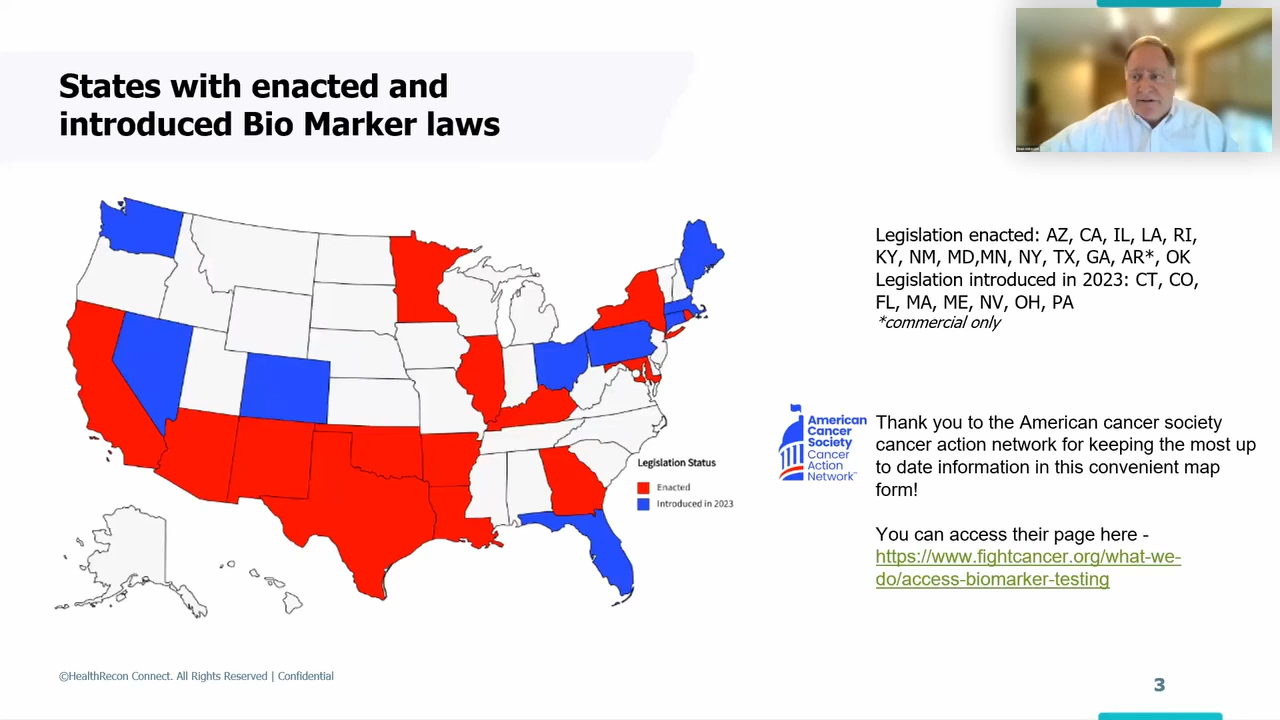 States with enacted and
introduced Bio Marker laws
Legislation enacted: AZ, CA, IL, LA, RI,
KY, NM, MD,MN, NY, TX, GA, AR*, OK
Legislation introduced in 2023: CT, CO,
FL, MA, ME, NV, OH, PA
*commercial only
Legislation Status
Enacted
Introduced in 2023
American
Cancer
Society
Cancer
Action
Network™
Thank you to the American cancer society
cancer action network for keeping the most up
to date information in this convenient map
form!
You can access their page here -
https://www.fightcancer.org/what-we-
do/access-biomarker-testing
©HealthRecon Connect. All Rights Reserved | Confidential
3